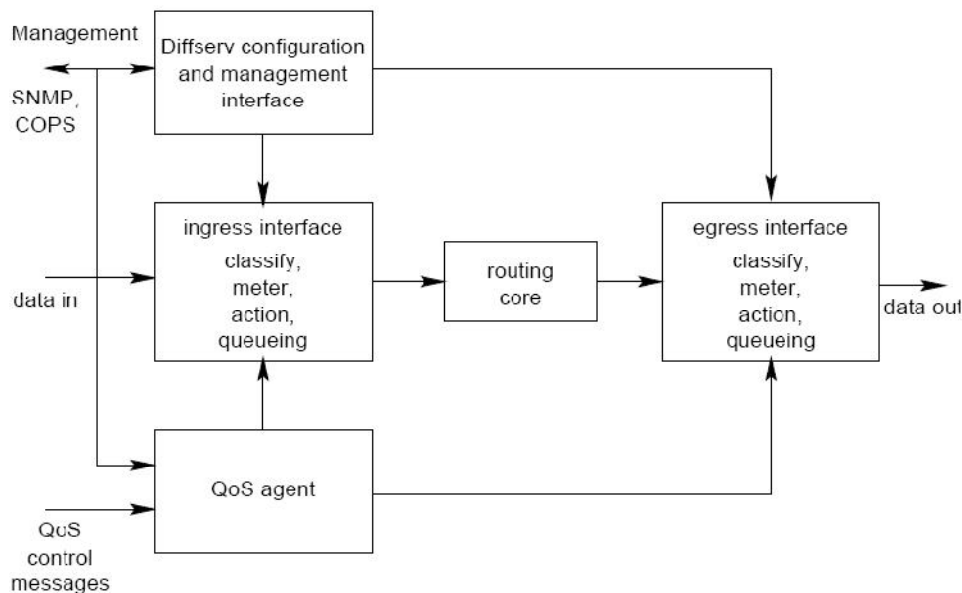 Management
SNMP,
COPS
Diffserv configuration
and management
interface
ingress interface
classify,
meter,
action,
queueing
data in
routing
core
egress interface
classify,
meter,
action,
queueing
data out
QoS agent
QoS
control
messages